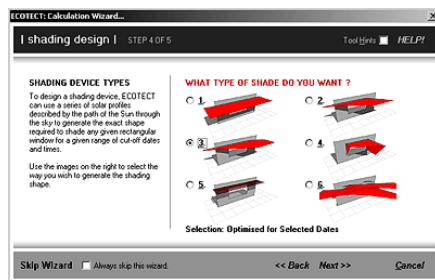 ECOTECT: Calculation Wizard...
| shading design | STEP 4 OF 5
Tool Hints HELP!
SHADING DEVICE TYPES
To design a shading device, ECOTECT
can use a series of solar profiles
described by the path of the Sun through
the sky to generate the exact shape
required to shade any given rectangular
window for a given range of cut-off dates
and times.
Use the images on the right to select the
way you wish to generate the shading
shape.
WHAT TYPE OF SHADE DO YOU WANT ?
1. 2.
3. 4.
5. 6.
Selection: Optimised for Selected Dates
Skip Wizard Always skip this wizard. << Back Next >> Cancel